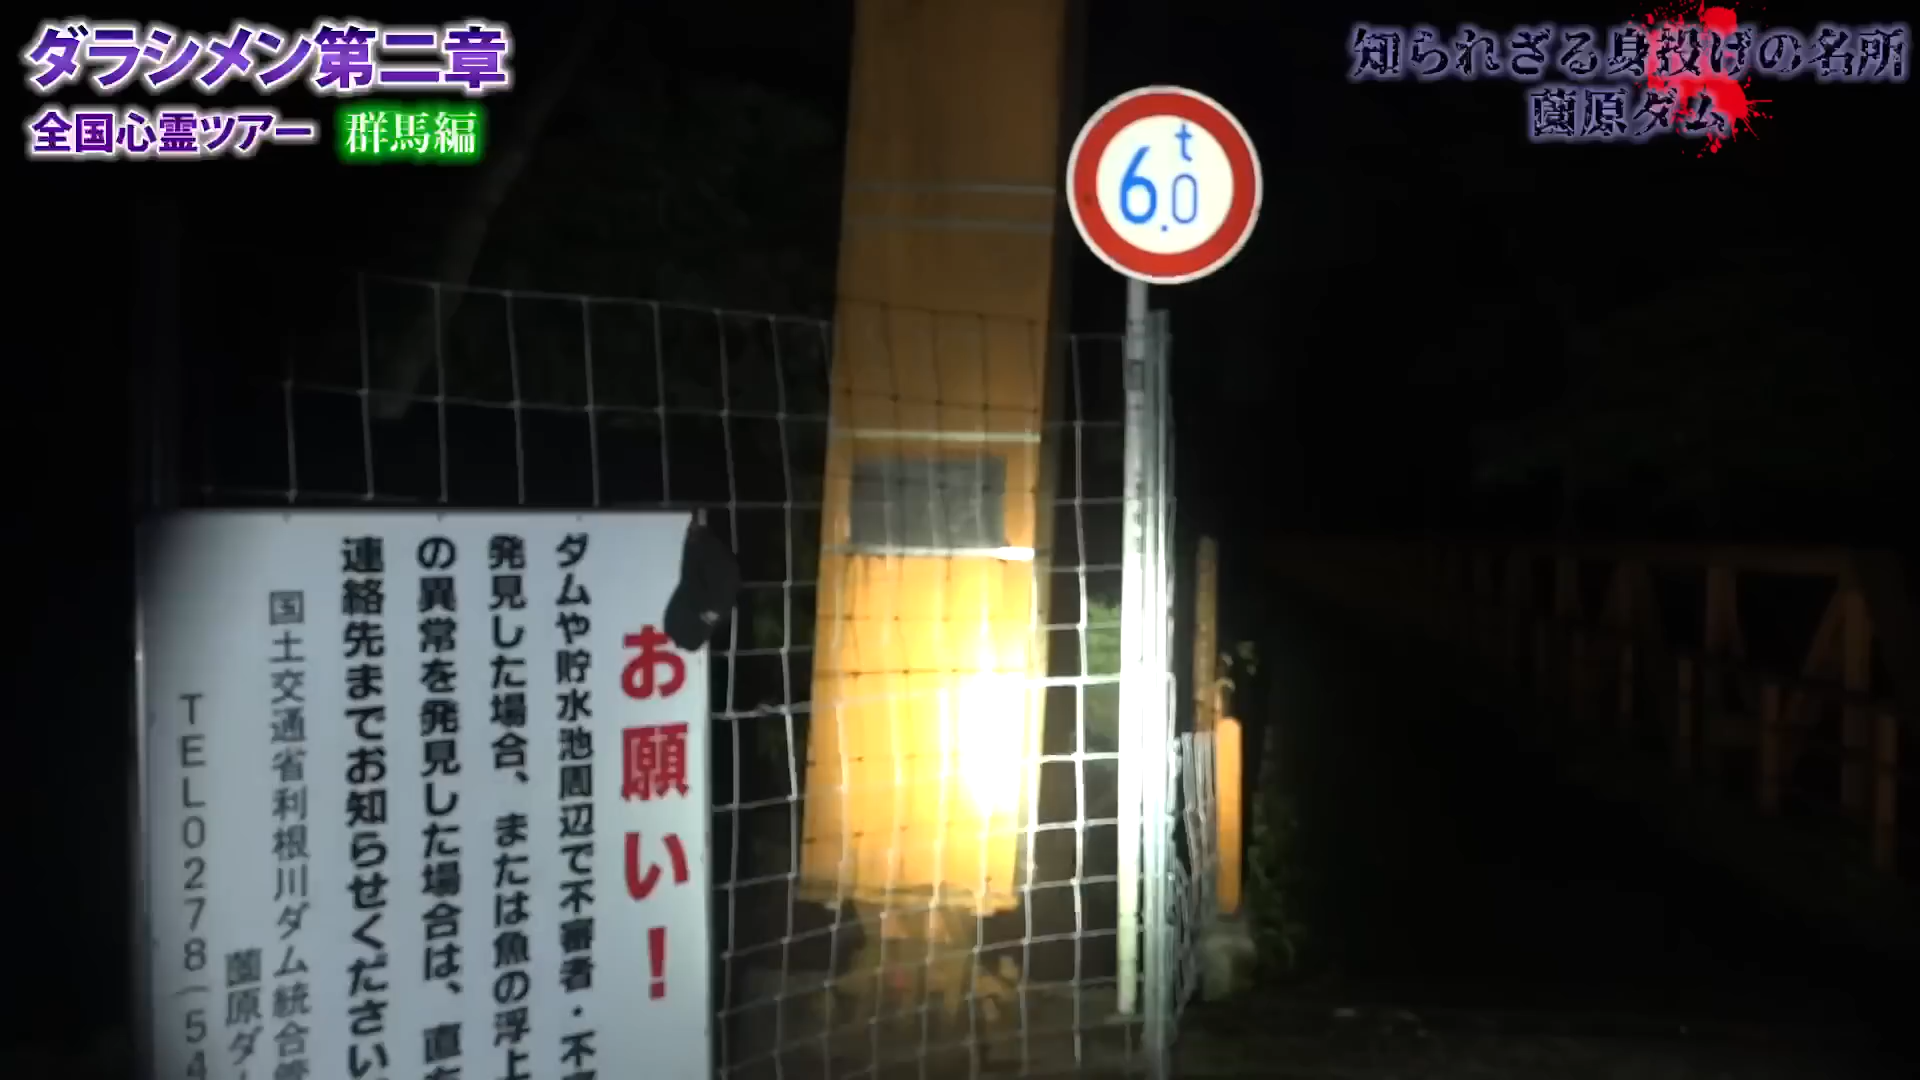 ダラシメン第二章
全国心霊ツアー 群馬編
知られざる身投げの名所
薗原ダム
t
6.0
お願い!
ダムや貯水池周辺で不審者・不
発見した場合、または魚の浮上
の異常を発見した場合は、直
連絡先までお知らせください
国土交通省利根川ダム統合管
薗原ダ
TEL0278(54